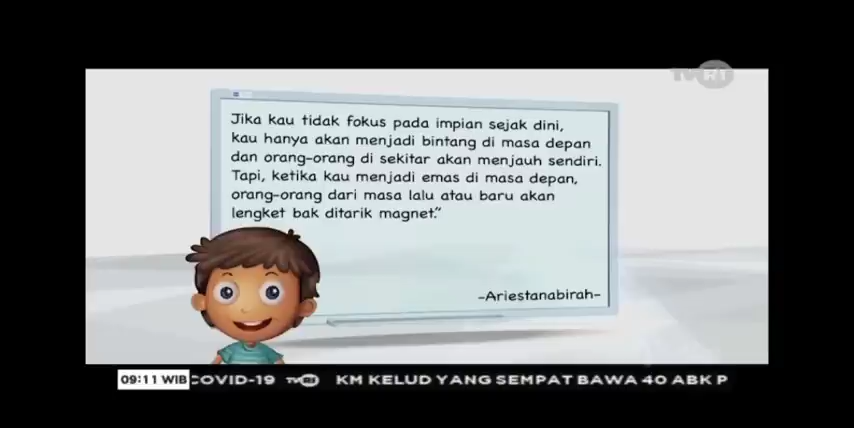 TVRI
Jika kau tidak fokus pada impian sejak dini,
kau hanya akan menjadi bintang di masa depan
dan orang-orang di sekitar akan menjauh sendiri.
Tapi, ketika kau menjadi emas di masa depan,
orang-orang dari masa lalu atau baru akan
lengket bak ditarik magnet."
-Ariestanabirah-
09:11 WIB COVID-19 TVRI KM KELUD YANG SEMPAT BAWA 40 ABK P